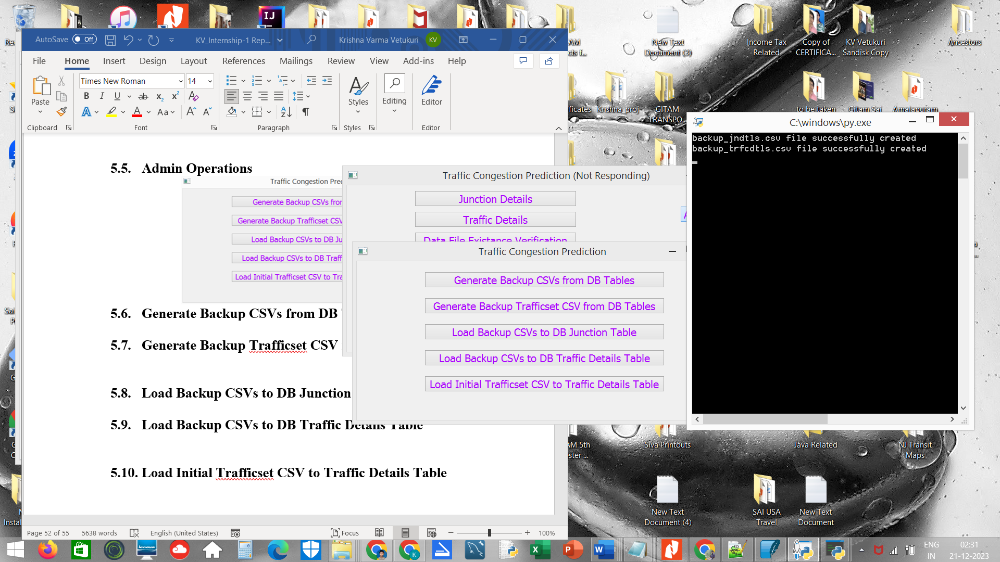 AutoSave Off KV_Internship-1 Rep... Krishna Varma Vetukuri KV
File Home Insert Design Layout References Mailings Review View Add-ins Help
Times New Roman 14
Paste Styles Editing Editor
Clipboard Font Paragraph Styles Editor
5.5. Admin Operations
Generate Backup CSVs fror
Generate Backup Trafficset CSV
Load Backup CSVs to DB Ju
Load Backup CSVs to DB Traff
Load Initial Trafficset CSV to Tra
5.6. Generate Backup CSVs from DB
5.7. Generate Backup Trafficset CSV
5.8. Load Backup CSVs to DB Junction
5.9. Load Backup CSVs to DB Traffic Details Table
5.10. Load Initial Trafficset CSV to Traffic Details Table
Page 52 of 55 5638 words English (United States) Focus 100%
Traffic Congestion Prediction (Not Responding)
Junction Details
Traffic Details
Data File Existance Verification
Traffic Congestion Prediction
Generate Backup CSVs from DB Tables
Generate Backup Trafficset CSV from DB Tables
Load Backup CSVs to DB Junction Table
Load Backup CSVs to DB Traffic Details Table
Load Initial Trafficset CSV to Traffic Details Table
C:\windows\py.exe
backup_jndtls.csv file successfully created
backup_trfcdtls.csv file successfully created
New Text
Document (3)
Income Tax
Related
Copy of
CERTIFICA...
KV Vetukuri
Sandisk Copy
Ancestors
Krishna_proj
GITAM
TRANSPO...
to be taken
Gitam Sai
Amalapuram
Siva Printouts
Java Related
NJ Transit
Maps
New Text
Document (4)
SAI USA
Travel
New Text
Document
ENG
IN
02:31
21-12-2023